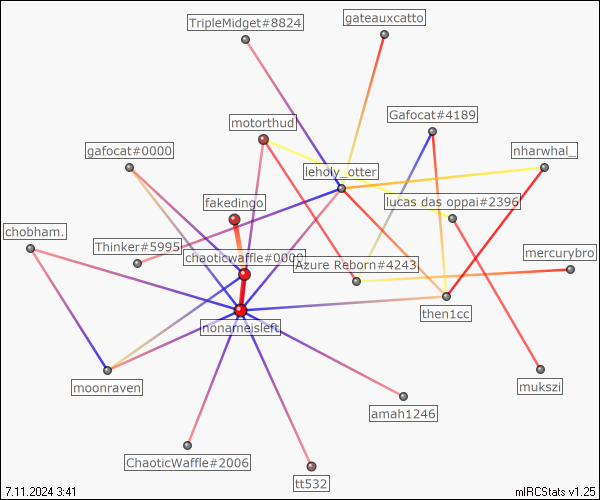 TripleMidget#8824
gateauxcatto
Gafocat#4189
motorthud
gafocat#0000
nharwhal_
leholy_otter
fakedingo
lucas das oppai#2396
chobham.
Thinker#5995
chaoticwaffle#0000
Azure Reborn#4243
mercurybro
then1cc
nonameisleft
moonraven
mukszi
amah1246
ChaoticWaffle#2006
tt532
7.11.2024 3:41
mIRCStats v1.25